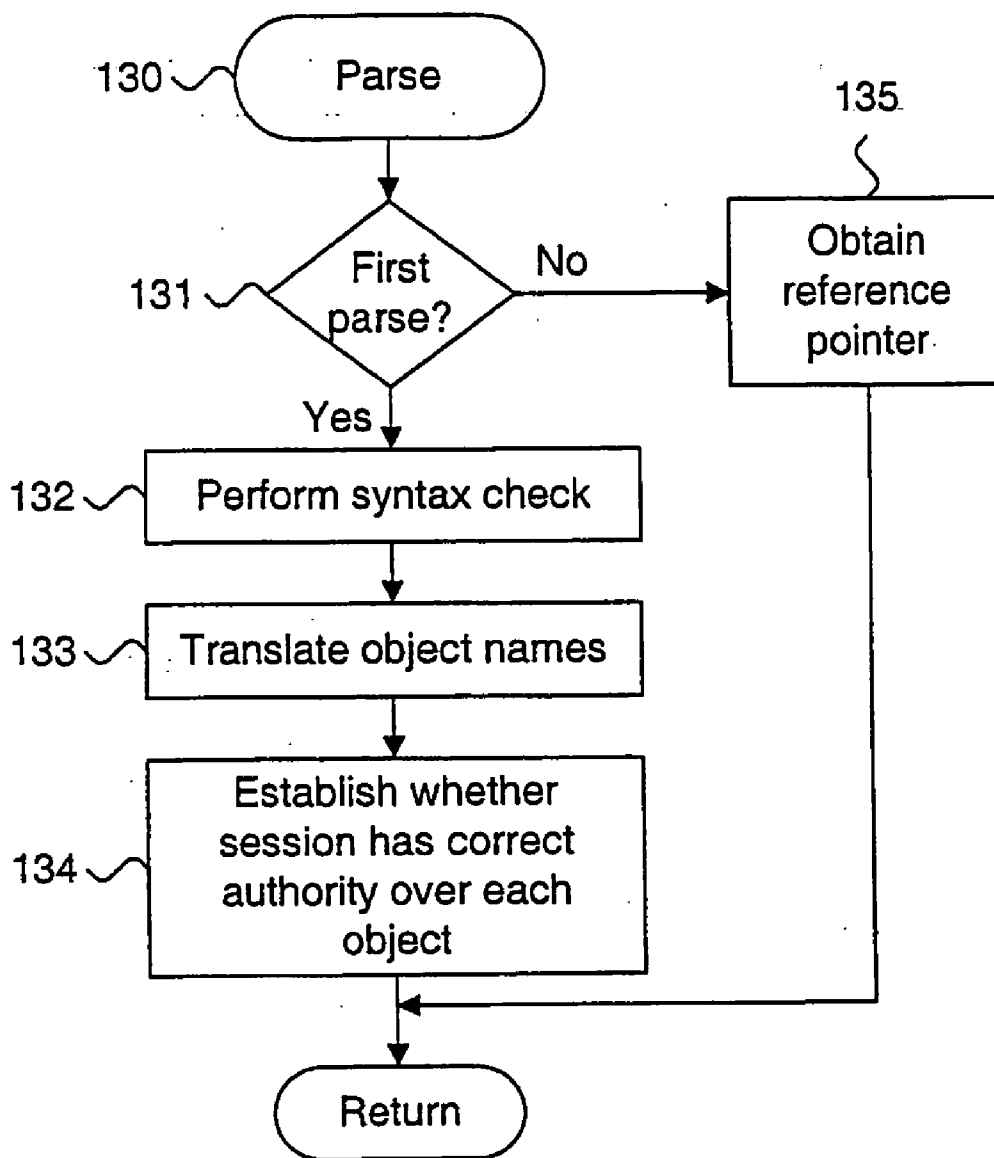 130
Parse
135
131
First
parse?
No
Obtain
reference
pointer
Yes
132
Perform syntax check
133
Translate object names
134
Establish whether
session has correct
authority over each
object
Return